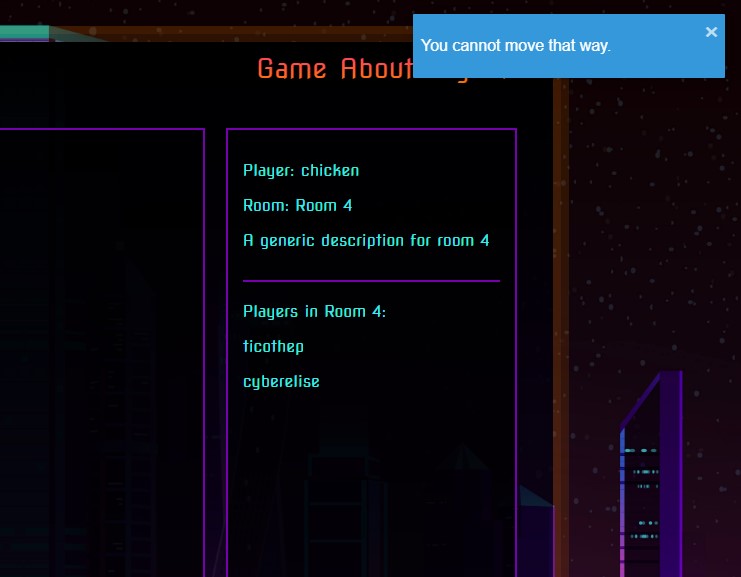 You cannot move that way.
×
Game About
Player: chicken
Room: Room 4
A generic description for room 4
Players in Room 4:
ticothep
cyberelise